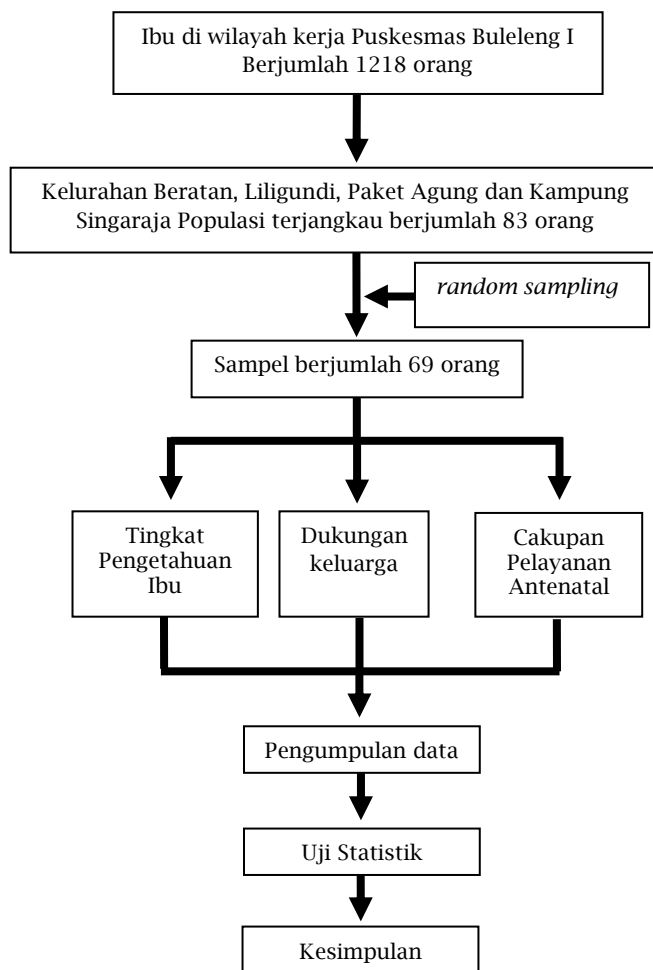 Ibu di wilayah kerja Puskesmas Buleleng I
Berjumlah 1218 orang
Kelurahan Beratan, Liligundi, Paket Agung dan Kampung
Singaraja Populasi terjangkau berjumlah 83 orang
random sampling
Sampel berjumlah 69 orang
Tingkat
Pengetahuan
Ibu
Dukungan
keluarga
Cakupan
Pelayanan
Antenatal
Pengumpulan data
Uji Statistik
Kesimpulan